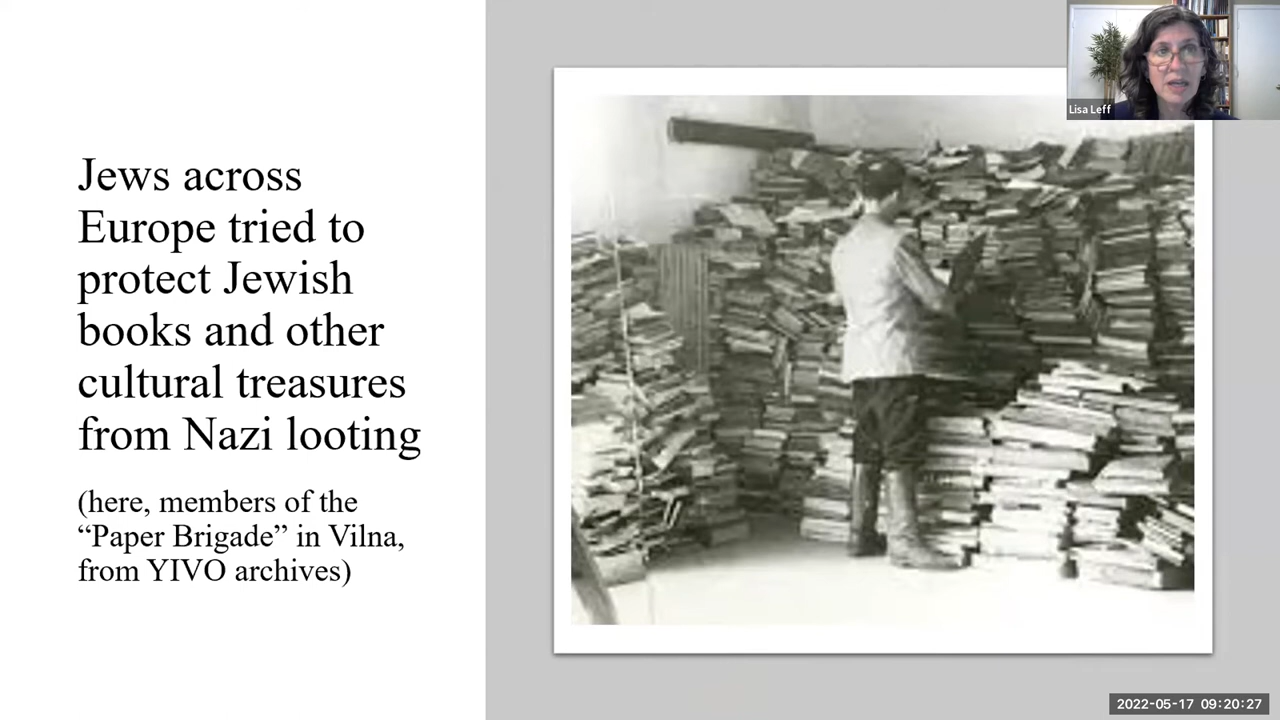 Jews across
Europe tried to
protect Jewish
books and other
cultural treasures
from Nazi looting
(here, members of the
“Paper Brigade” in Vilna,
from YIVO archives)
Lisa Leff
2022-05-17 09:20:27